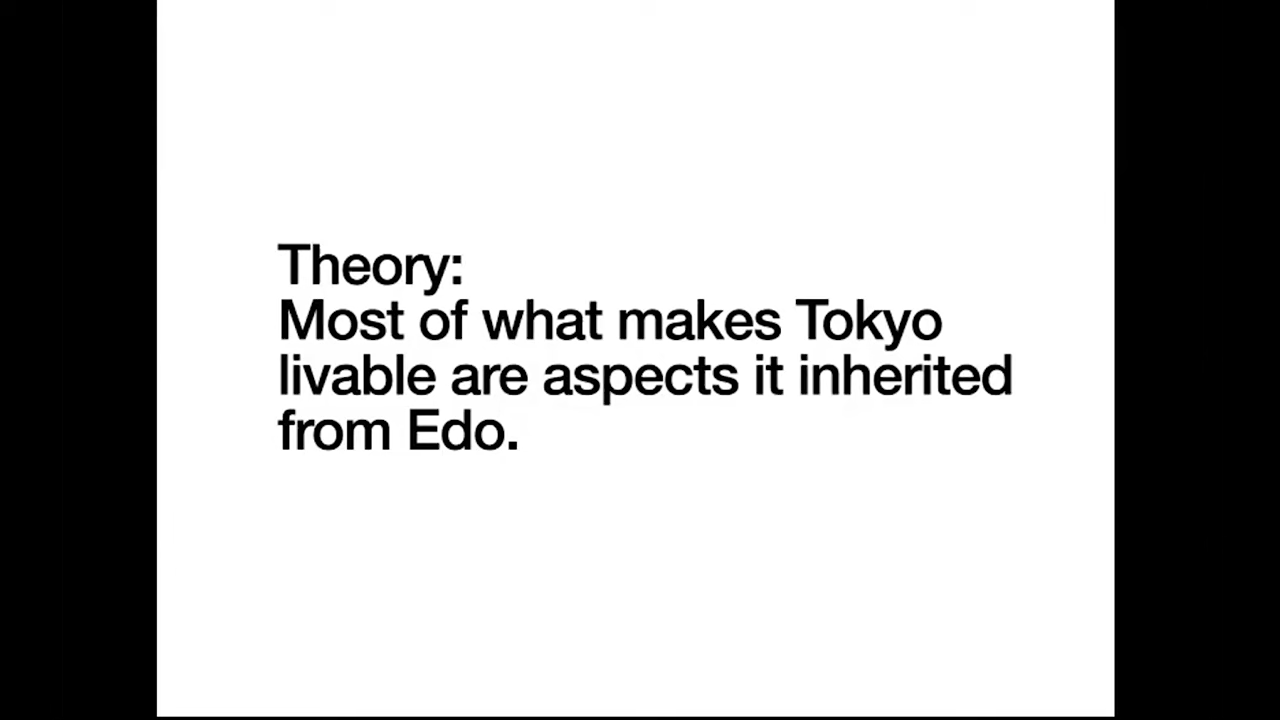 Theory:
Most of what makes Tokyo
livable are aspects it inherited
from Edo.